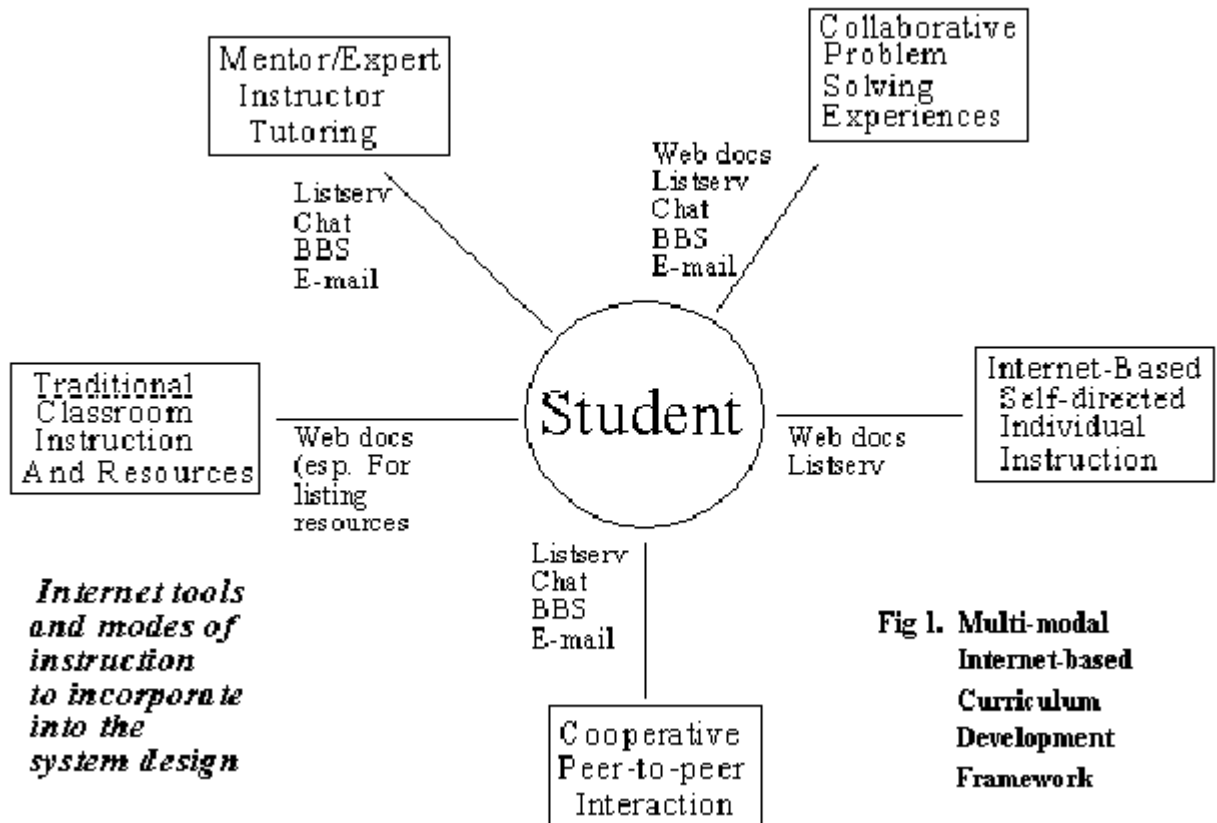 Mentor/Expert
Instructor
Tutoring
Collaborative
Problem
Solving
Experiences
Listserv
Chat
BBS
E-mail
Web docs
Listserv
Chat
BBS
E-mail
Traditional
Classroom
Instruction
And Resources
Web docs
(esp. For
listing
resources
Student
Web docs
Listserv
Internet-Based
Self-directed
Individual
Instruction
Listserv
Chat
BBS
E-mail
Cooperative
Peer-to-peer
Interaction
Internet tools
and modes of
instruction
to incorporate
into the
system design
Fig 1. Multi-modal
Internet-based
Curriculum
Development
Framework